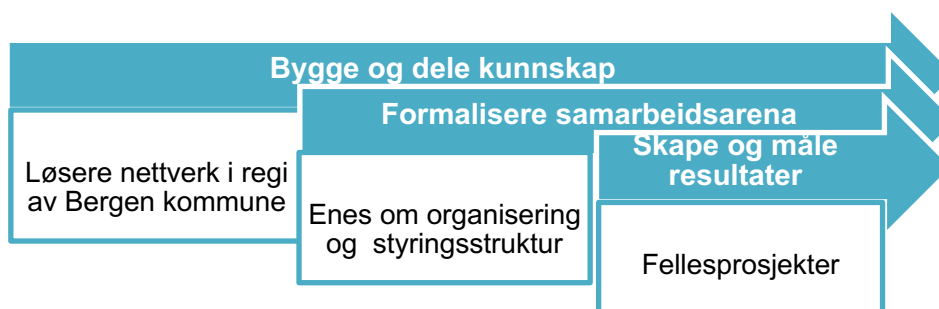 Bygge og dele kunnskap
Formalisere samarbeidsarena
Skape og måle
resultater
Løsere nettverk i regi
av Bergen kommune
Enes om organisering
og  styringsstruktur
Fellesprosjekter